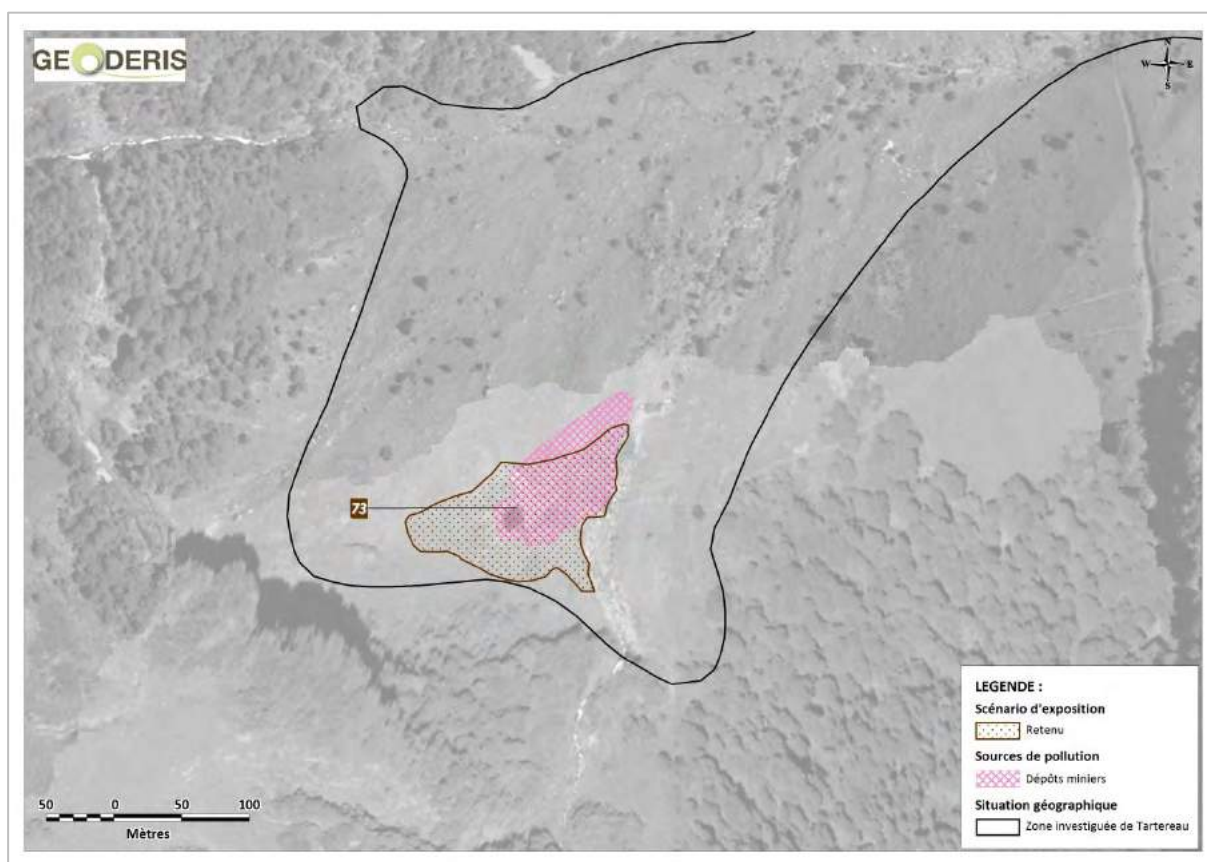 GEODERIS
N
W E
S
73
LEGENDE :
Scénario d'exposition
Retenu
Sources de pollution
Dépôts miniers
Situation géographique
Zone investiguée de Tartereau
50 0 50 100
Mètres